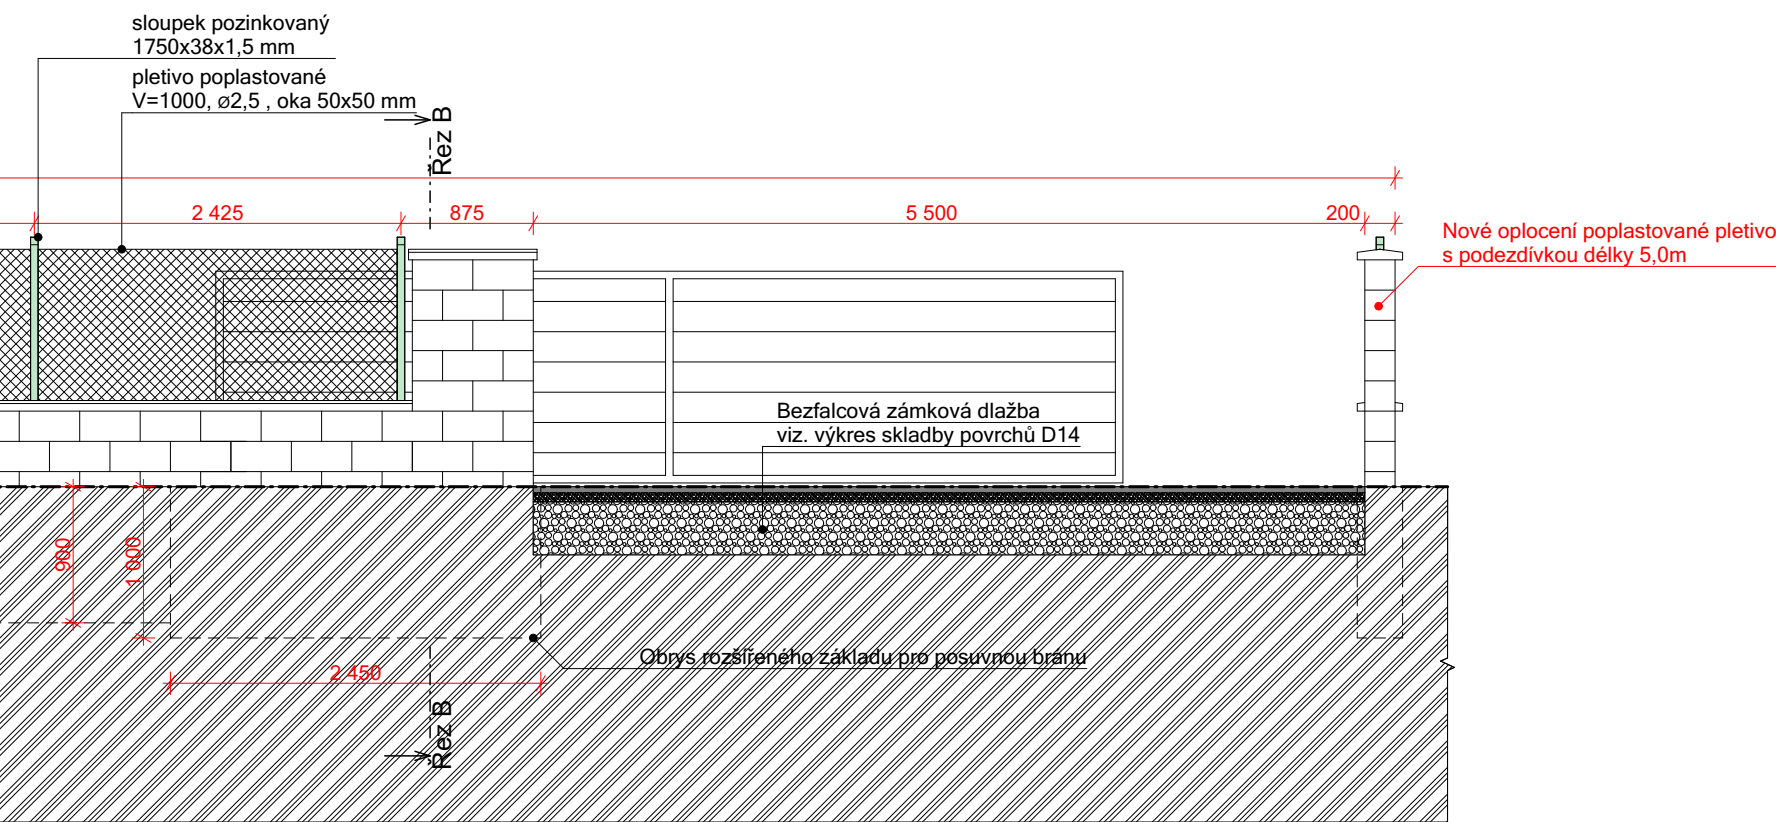 sloupek pozinkovaný
1750x38x1,5 mm
pletivo poplastované
V=1000, ø2,5 , oka 50x50 mm
Řez B
2 425
875
5 500
200
Nové oplocení poplastované pletivo
s podezdívkou délky 5,0m
Bezfalcová zámková dlažba
viz. výkres skladby povrchů D14
900
1 000
Obrys rozšířeného základu pro posuvnou bránu
2 450
Řez B